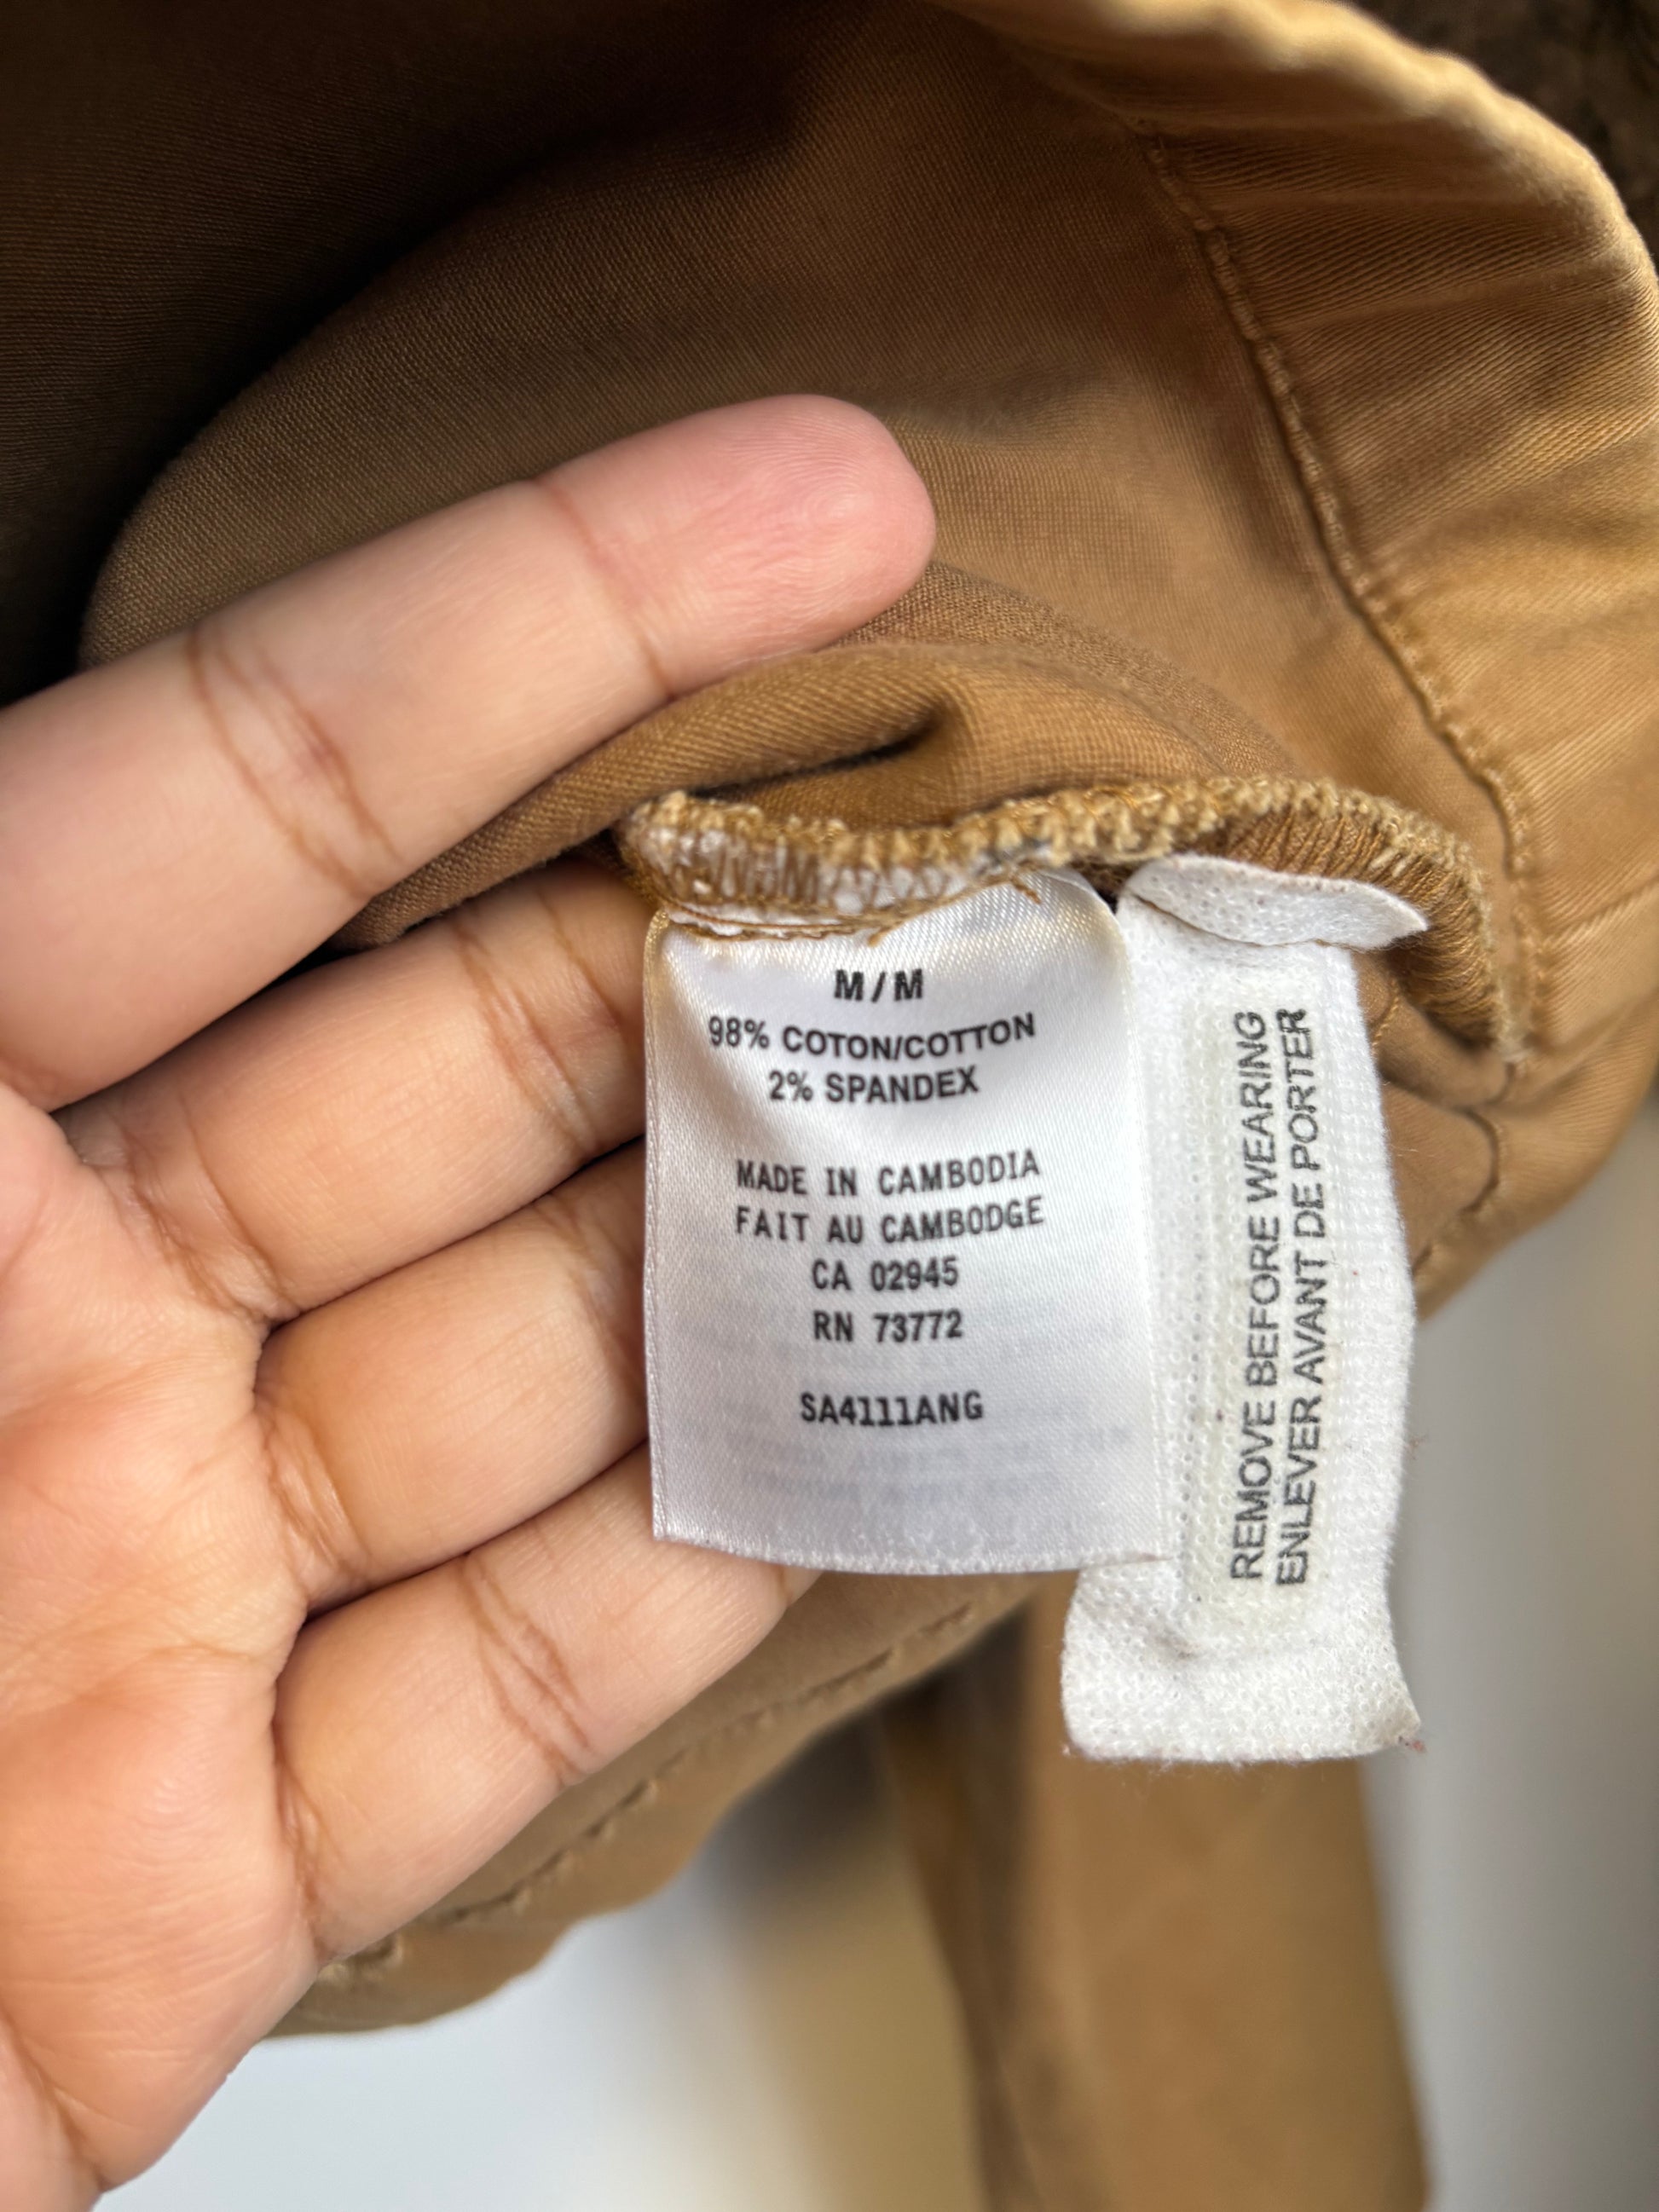 M/M
98% COTON/COTTON
2% SPANDEX
MADE IN CAMBODIA
FAIT AU CAMBODGE
CA 02945
RN 73772
SA4111ANG
REMOVE BEFORE WEARING
ENLEVER AVANT DE PORTER